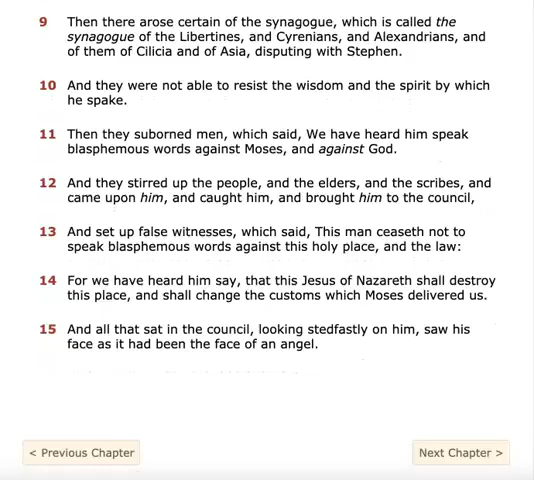 9 Then there arose certain of the synagogue, which is called the
synagogue of the Libertines, and Cyrenians, and Alexandrians, and
of them of Cilicia and of Asia, disputing with Stephen.
10 And they were not able to resist the wisdom and the spirit by which
he spake.
11 Then they suborned men, which said, We have heard him speak
blasphemous words against Moses, and against God.
12 And they stirred up the people, and the elders, and the scribes, and
came upon him, and caught him, and brought him to the council,
13 And set up false witnesses, which said, This man ceaseth not to
speak blasphemous words against this holy place, and the law:
14 For we have heard him say, that this Jesus of Nazareth shall destroy
this place, and shall change the customs which Moses delivered us.
15 And all that sat in the council, looking stedfastly on him, saw his
face as it had been the face of an angel.
< Previous Chapter Next Chapter >